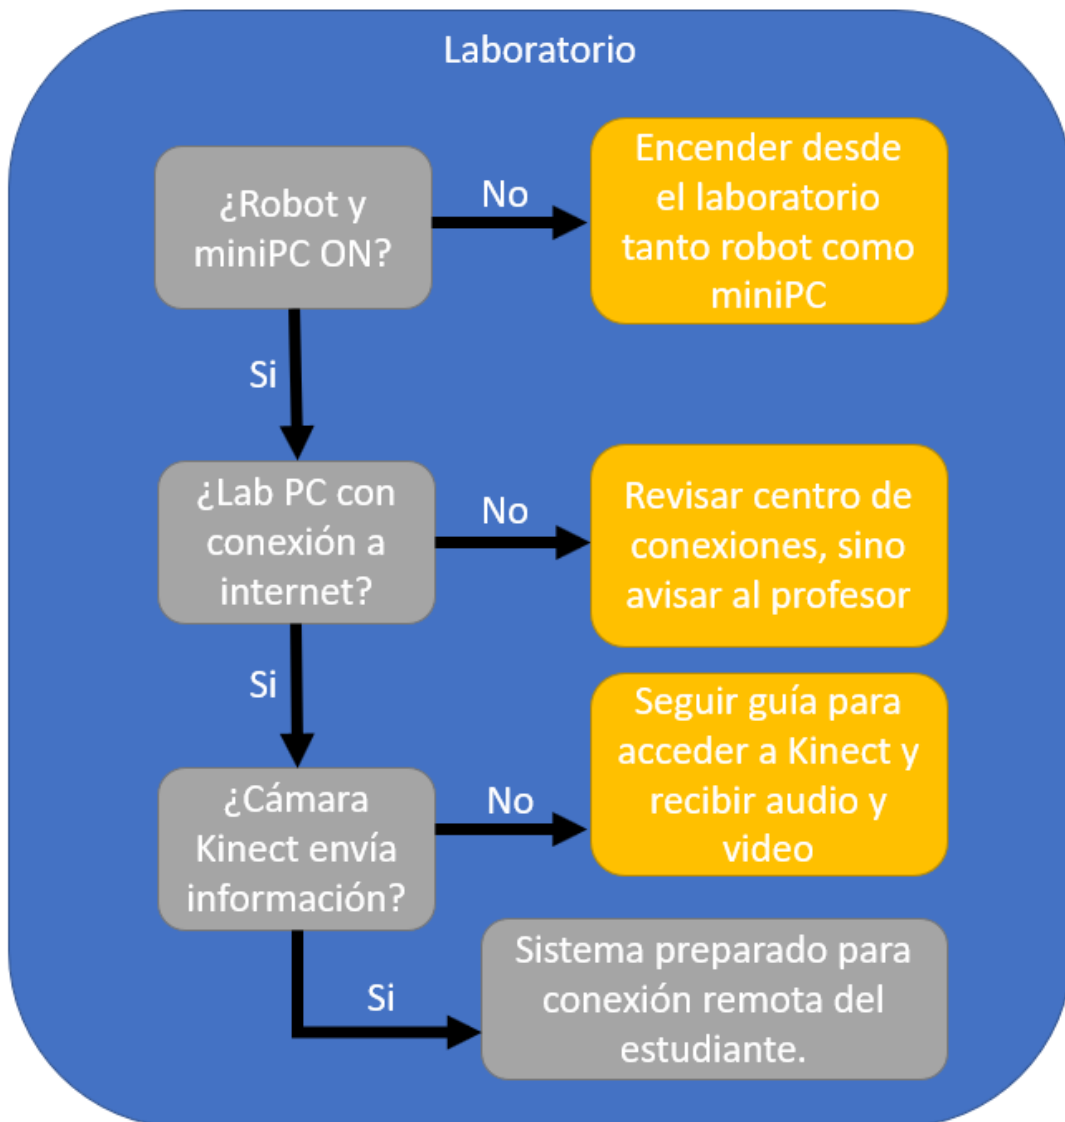 Laboratorio
¿Robot y
miniPC ON?
No
Encender desde
el laboratorio
tanto robot como
miniPC
Si
¿Lab PC con
conexión a
internet?
No
Revisar centro de
conexiones, sino
avisar al profesor
Si
¿Cámara
Kinect envía
información?
No
Seguir guía para
acceder a Kinect y
recibir audio y
video
Si
Sistema preparado para
conexión remota del
estudiante.